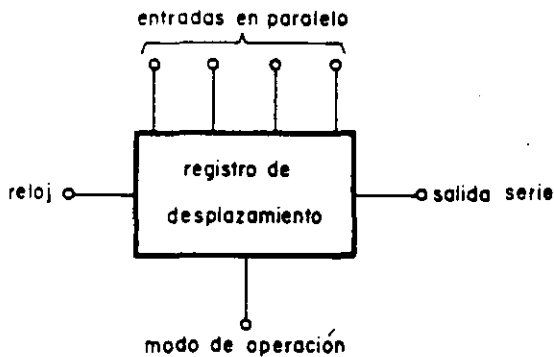 entradas en paralelo
registro de
reloj
salida serie
desplazamiento
modo de operación